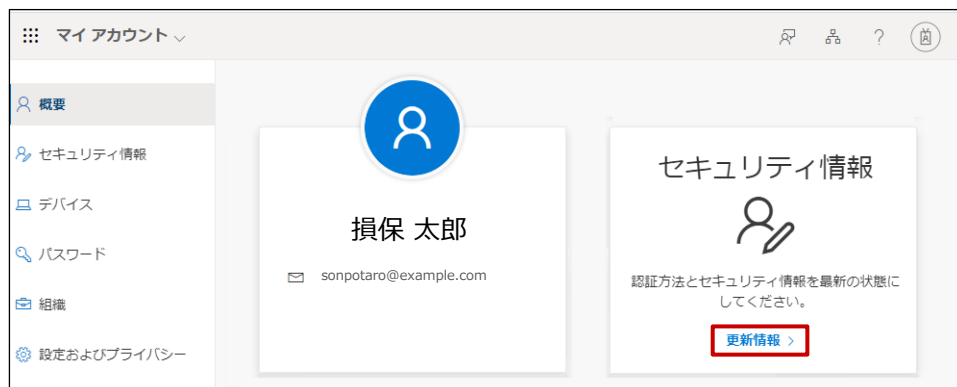 マイ アカウント
?
概要
セキュリティ情報
デバイス
パスワード
組織
設定およびプライバシー
損保 太郎
sonpotaro@example.com
セキュリティ情報
認証方法とセキュリティ情報を最新の状態に
してください。
更新情報 >